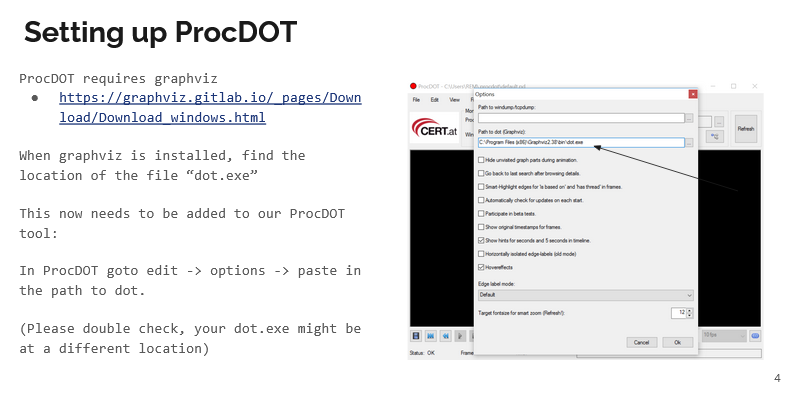 Setting up ProcDOT
ProcDOT requires graphviz
● https://graphviz.gitlab.io/_pages/Down
load/Download_windows.html
When graphviz is installed, find the
location of the file “dot.exe”
This now needs to be added to our ProcDOT
tool:
In ProcDOT goto edit -> options -> paste in
the path to dot.
(Please double check, your dot.exe might be
at a different location)
File Edit View
CERT.at
Refresh
Options
Path to windump/tcpdump:
Path to dot (Graphviz):
C:\Program Files (x86)\Graphviz2.38\bin\dot.exe
Hide unvisited graph parts during animation.
Go back to last search after browsing details.
Smart-Highlight edges for 'is based on' and 'has thread' in frames.
Automatically check for updates on each start.
Participate in beta tests.
Show original timestamps for frames.
Show hints for seconds and 5 seconds in timeline.
Horizontally isolated edge-labels (old mode)
Hovereffects
Edge label mode:
Default
Target fontsize for smart zoom (Refresh!): 12
Cancel Ok
Status: OK
4